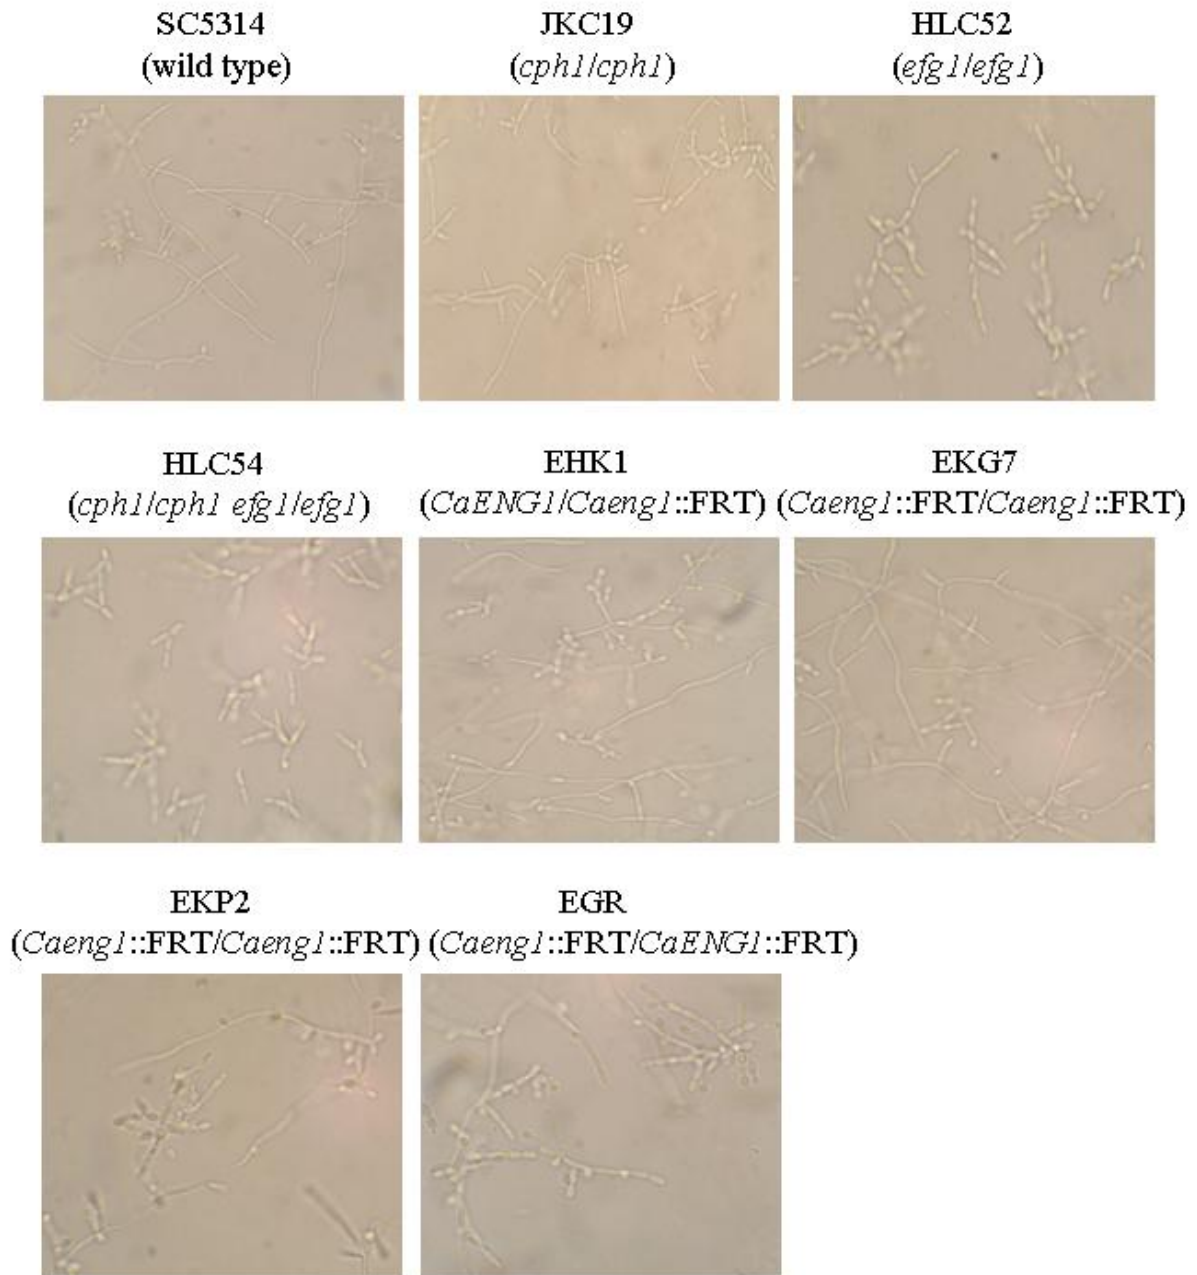 SC5314
(wild type)
JKC19
(cph1/cph1)
HLC52
(efg1/efg1)
HLC54
(cph1/cph1 efg1/efg1)
EHK1
(CaENG1/Caeng1::FRT)
EKG7
(Caeng1::FRT/Caeng1::FRT)
EKP2
(Caeng1::FRT/Caeng1::FRT)
EGR
(Caeng1::FRT/CaENG1::FRT)